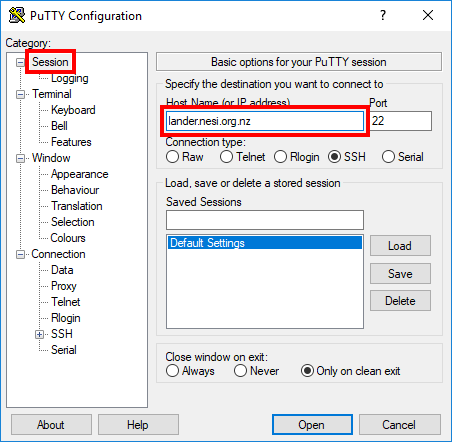 PuTTY Configuration
Category:
Session
Logging
Terminal
Keyboard
Bell
Features
Window
Appearance
Behaviour
Translation
Selection
Colours
Connection
Data
Proxy
Telnet
Rlogin
SSH
Serial
Basic options for your PuTTY session
Specify the destination you want to connect to
Host Name (or IP address) Port
lander.nesi.org.nz 22
Connection type:
Raw Telnet Rlogin SSH Serial
Load, save or delete a stored session
Saved Sessions
Default Settings
Load
Save
Delete
Close window on exit:
Always Never Only on clean exit
About Help Open Cancel